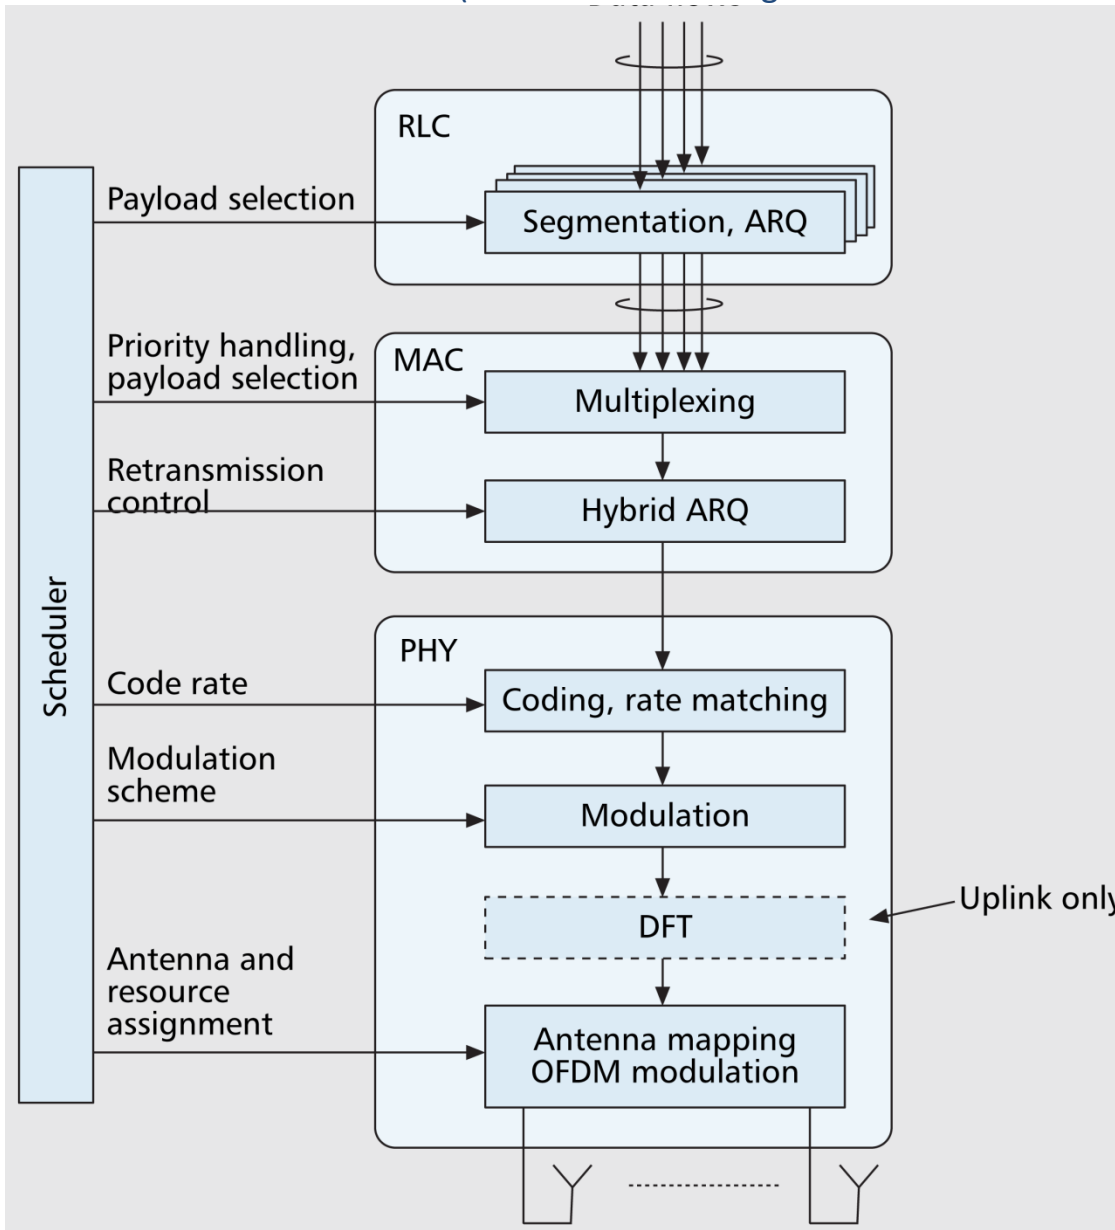 RLC
Payload selection
Segmentation, ARQ
Priority handling,
payload selection
MAC
Multiplexing
Retransmission
control
Hybrid ARQ
Scheduler
PHY
Code rate
Coding, rate matching
Modulation
scheme
Modulation
Uplink only
DFT
Antenna and
resource
assignment
Antenna mapping
OFDM modulation